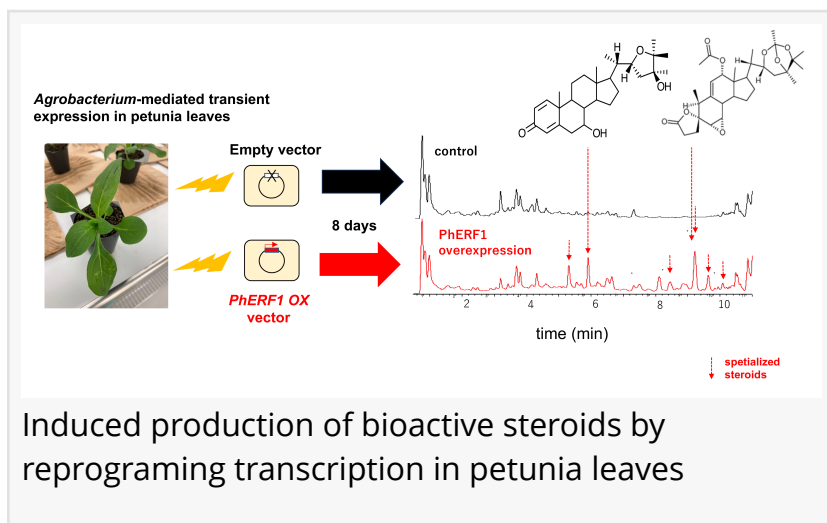 Agrobacterium-mediated transient
expression in petunia leaves
Empty vector
8 days
PhERF1 OX
vector
control
PhERF1
overexpression
O
H
O
OH
OH
O
O
O
H
O
O
O
H
O
O
O
2
4
6
8
10
time (min)
spetialized
steroids
Induced production of bioactive steroids by
reprograming transcription in petunia leaves